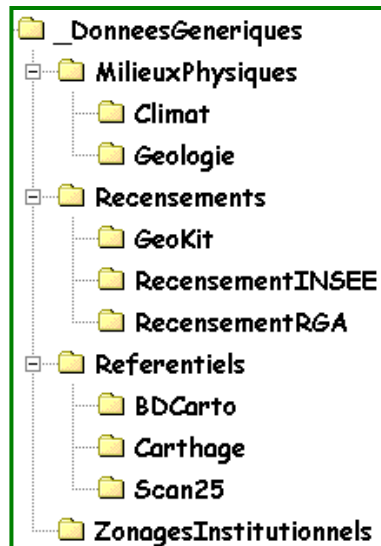 _DonneesGeneriques
MilieuxPhysiques
Climat
Geologie
Recensements
GeoKit
RecensementINSEE
RecensementRGA
Referentiels
BDCarto
Carthage
Scan25
ZonagesInstitutionnels